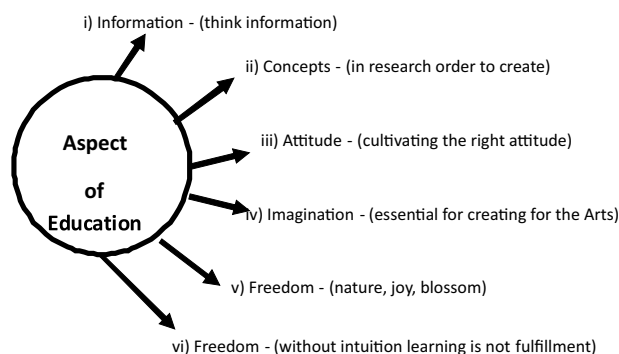 i) Information - (think information)
ii) Concepts - (in research order to create)
Aspect
of
Education
iii) Attitude - (cultivating the right attitude)
iv) Imagination - (essential for creating for the Arts)
v) Freedom - (nature, joy, blossom)
vi) Freedom - (without intuition learning is not fulfillment)